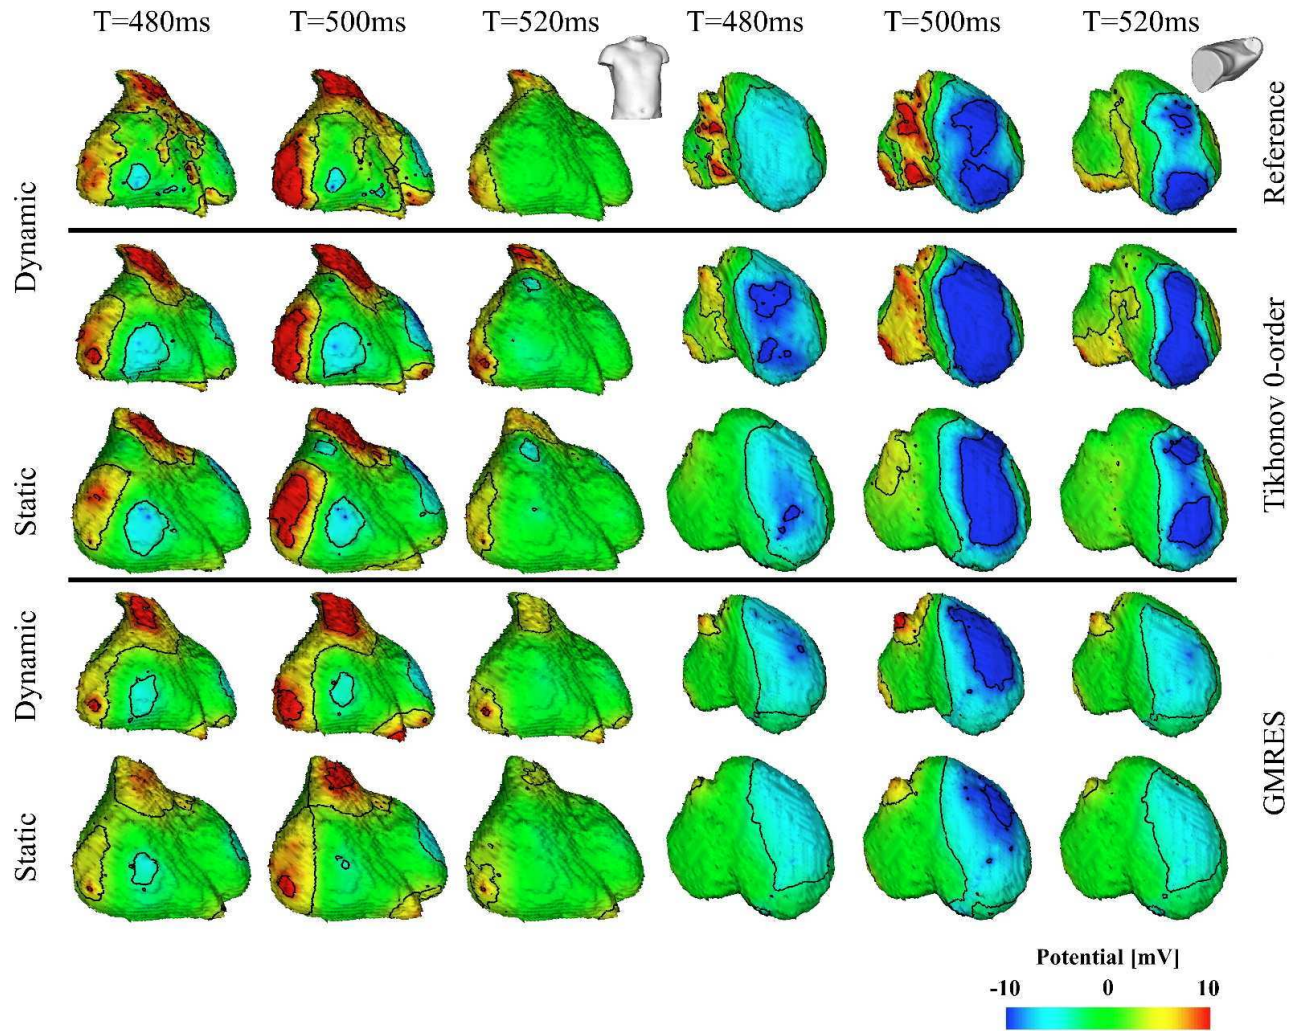 T=480ms T=500ms T=520ms T=480ms T=500ms T=520ms
Reference
Dynamic
Tikhonov 0-order
Static
Dynamic
GMRES
Static
Potential [mV]
-10 0 10